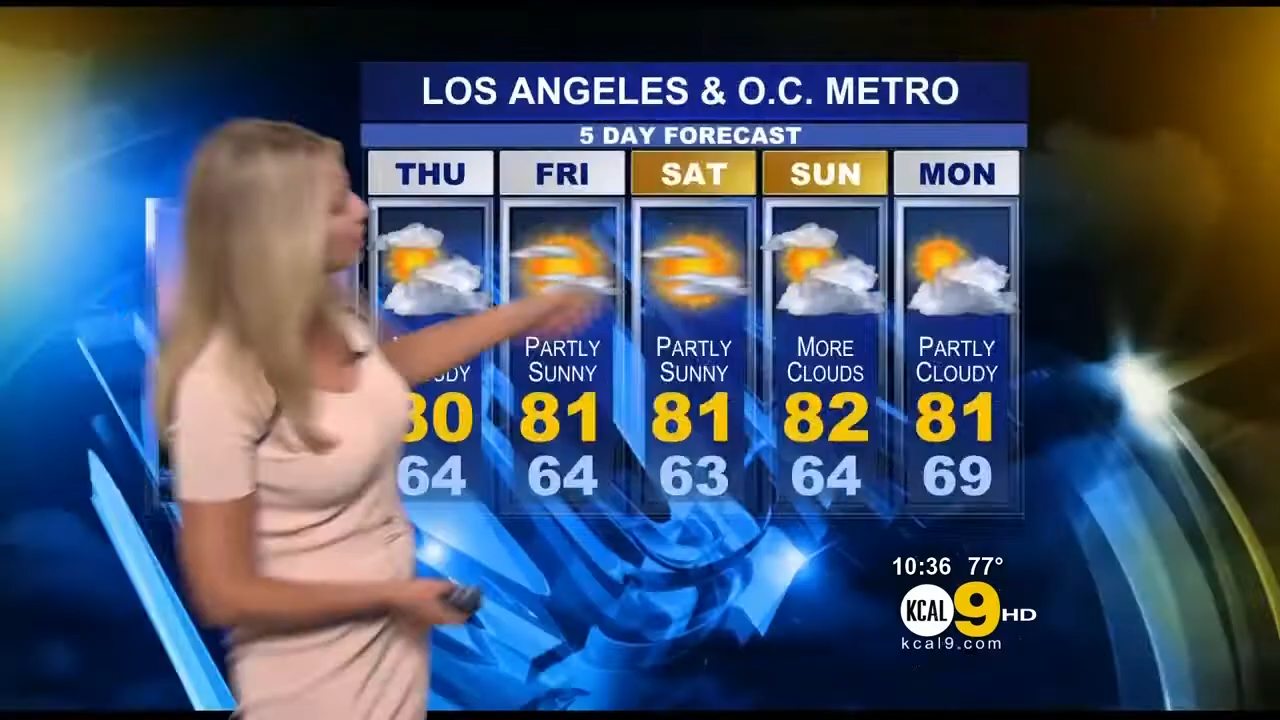 LOS ANGELES & O.C. METRO
5 DAY FORECAST
THU FRI SAT SUN MON
PARTLY PARTLY MORE PARTLY
SUNNY SUNNY CLOUDS CLOUDY
80 81 81 82 81
64 64 63 64 69
10:36 77°
KCAL 9 HD
kcal9.com